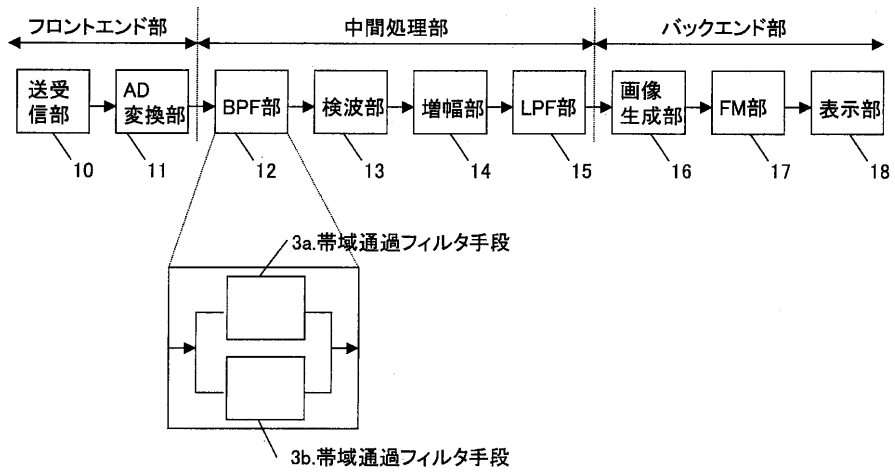 フロントエンド部
中間処理部
バックエンド部
送受
信部
AD
変換部
BPF部
検波部
増幅部
LPF部
画像
生成部
FM部
表示部
10
11
12
13
14
15
16
17
18
3a.帯域通過フィルタ手段
3b.帯域通過フィルタ手段